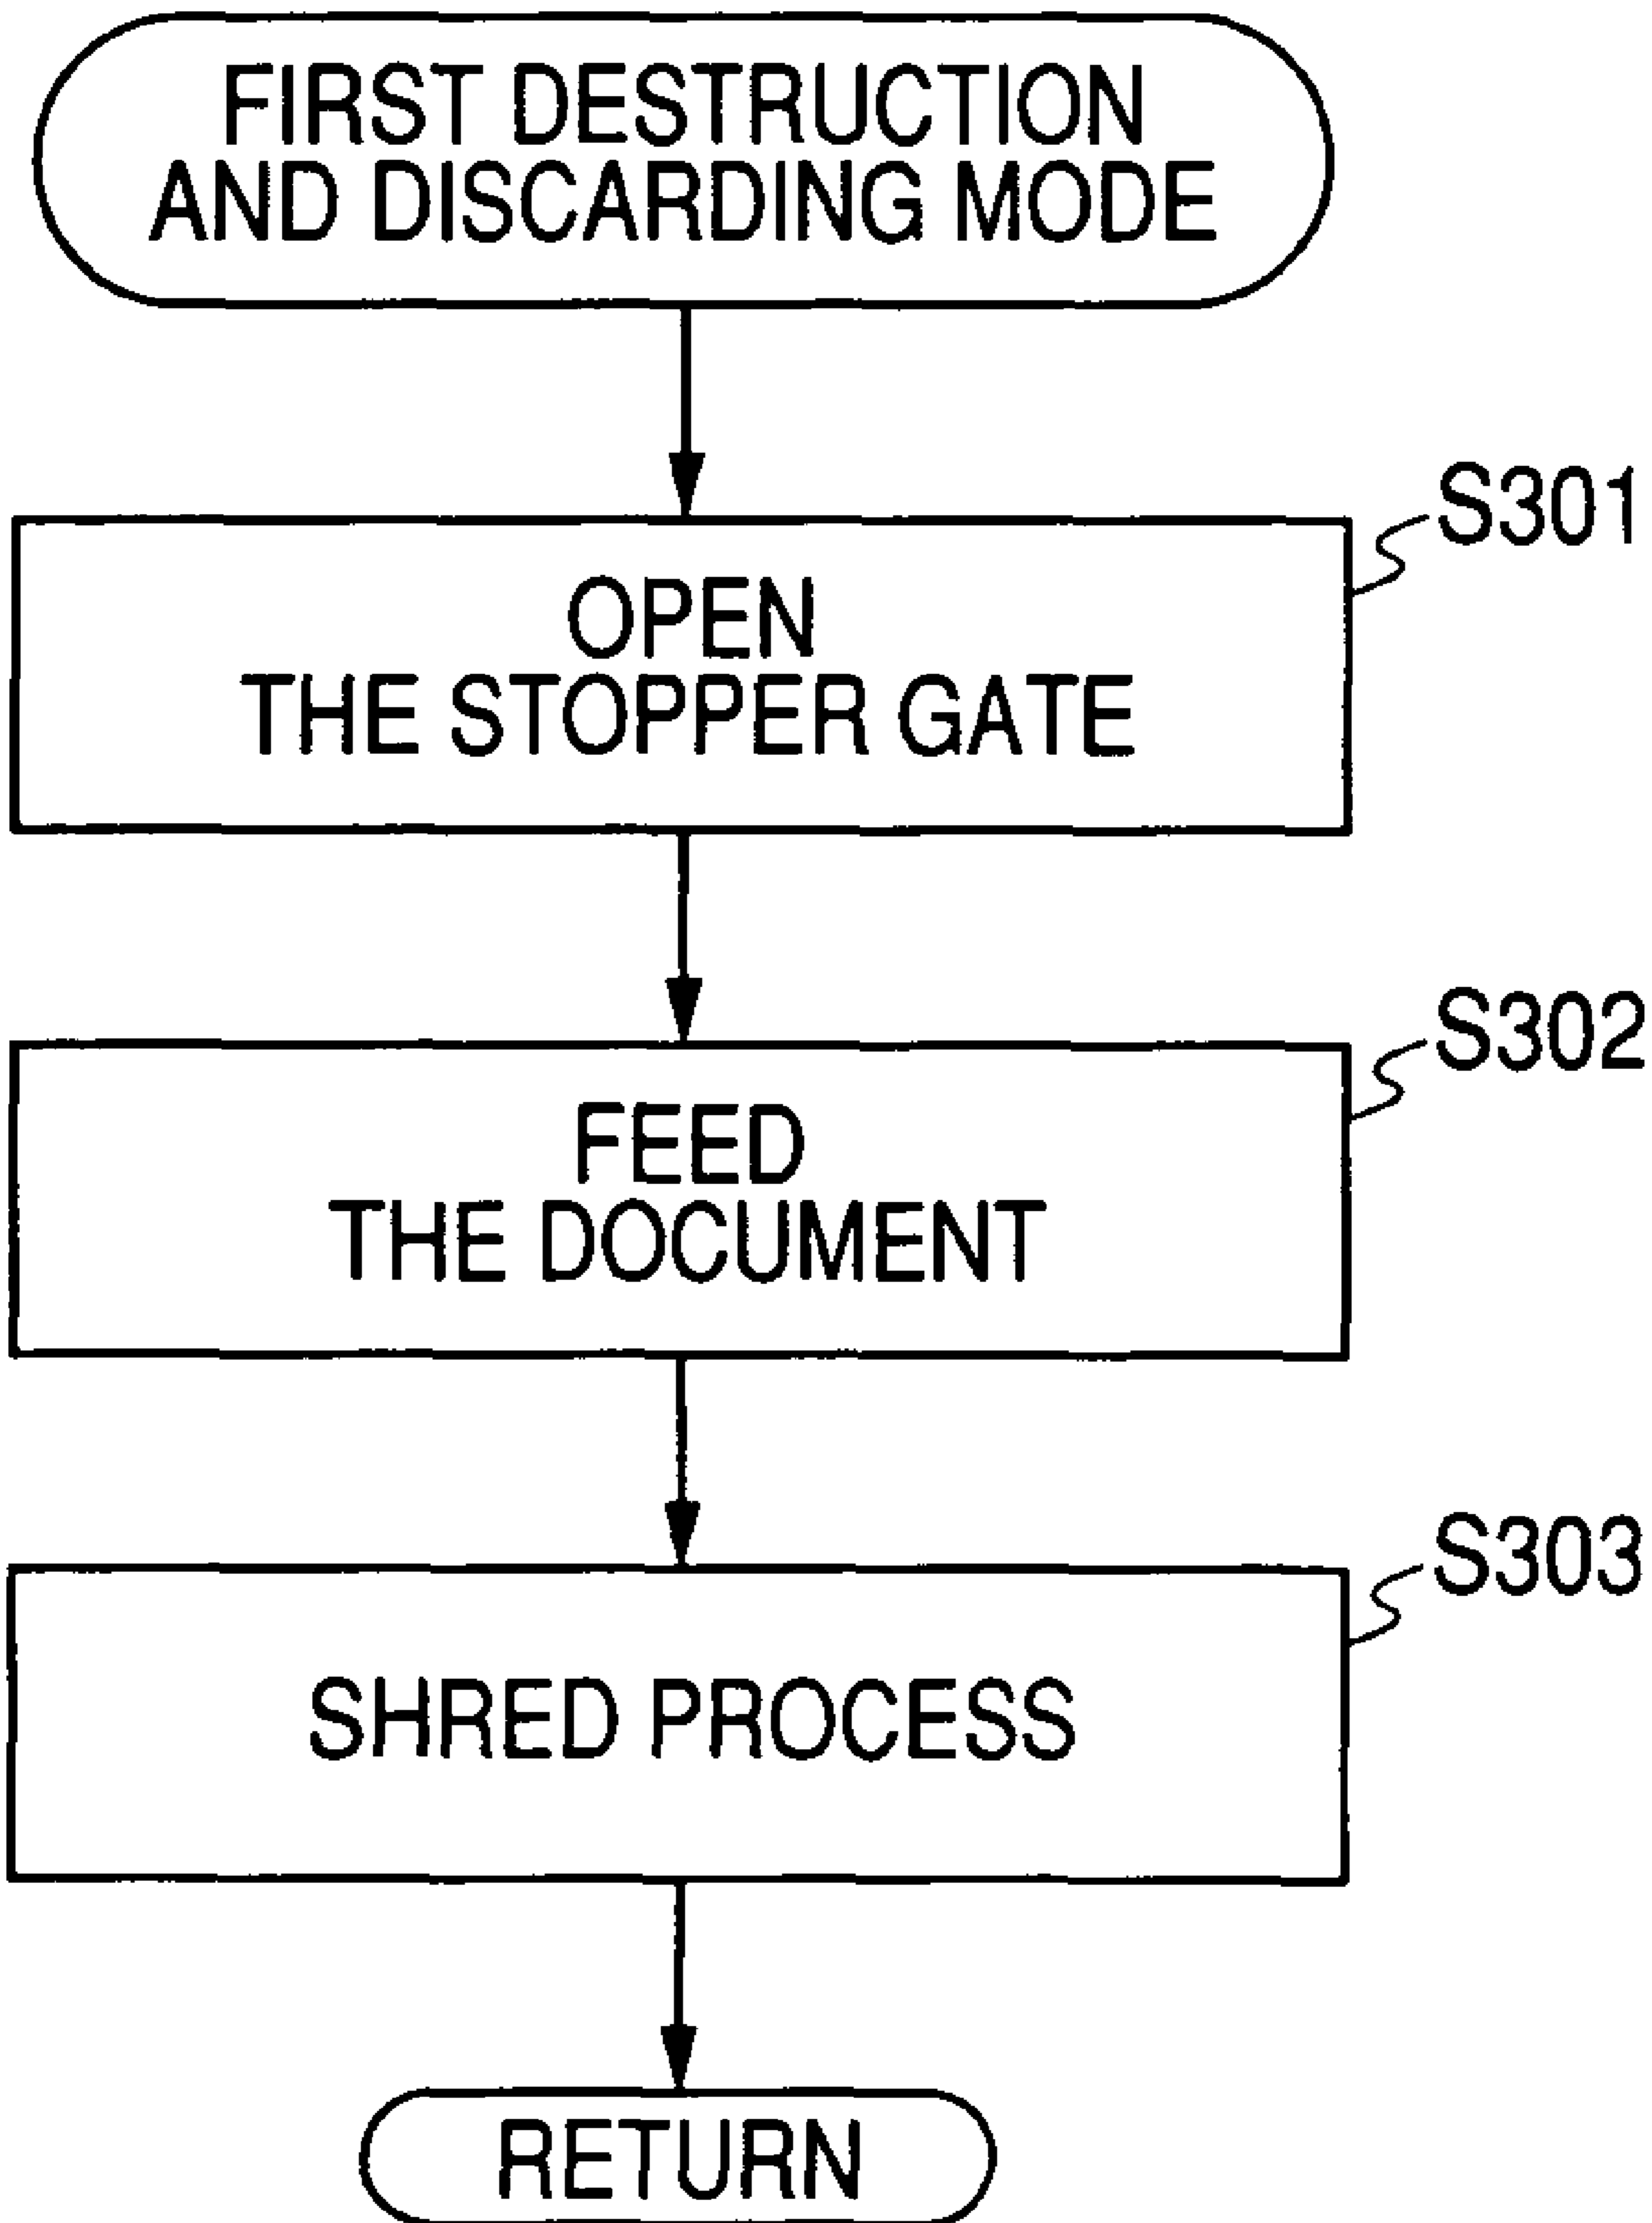 FIRST DESTRUCTION
AND DISCARDING MODE
S301
OPEN
THE STOPPER GATE
S302
FEED
THE DOCUMENT
S303
SHRED PROCESS
RETURN